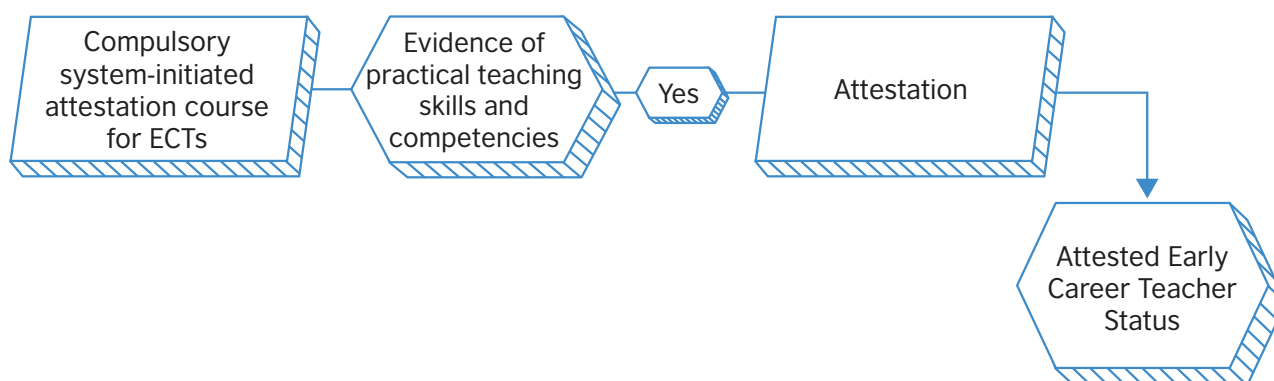 Compulsory
system-initiated
attestation course
for ECTs
Evidence of
practical teaching
skills and
competencies
Yes
Attestation
Attested Early
Career Teacher
Status